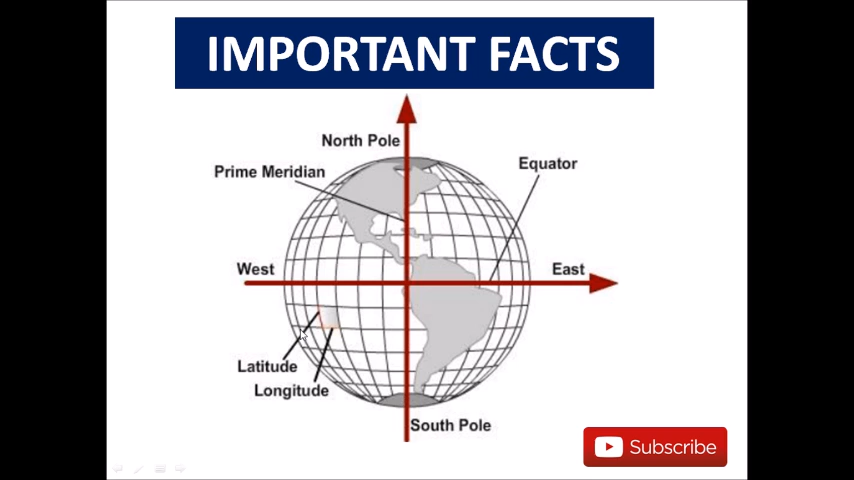 IMPORTANT FACTS
North Pole
Prime Meridian
Equator
West
East
Latitude
Longitude
South Pole
Subscribe